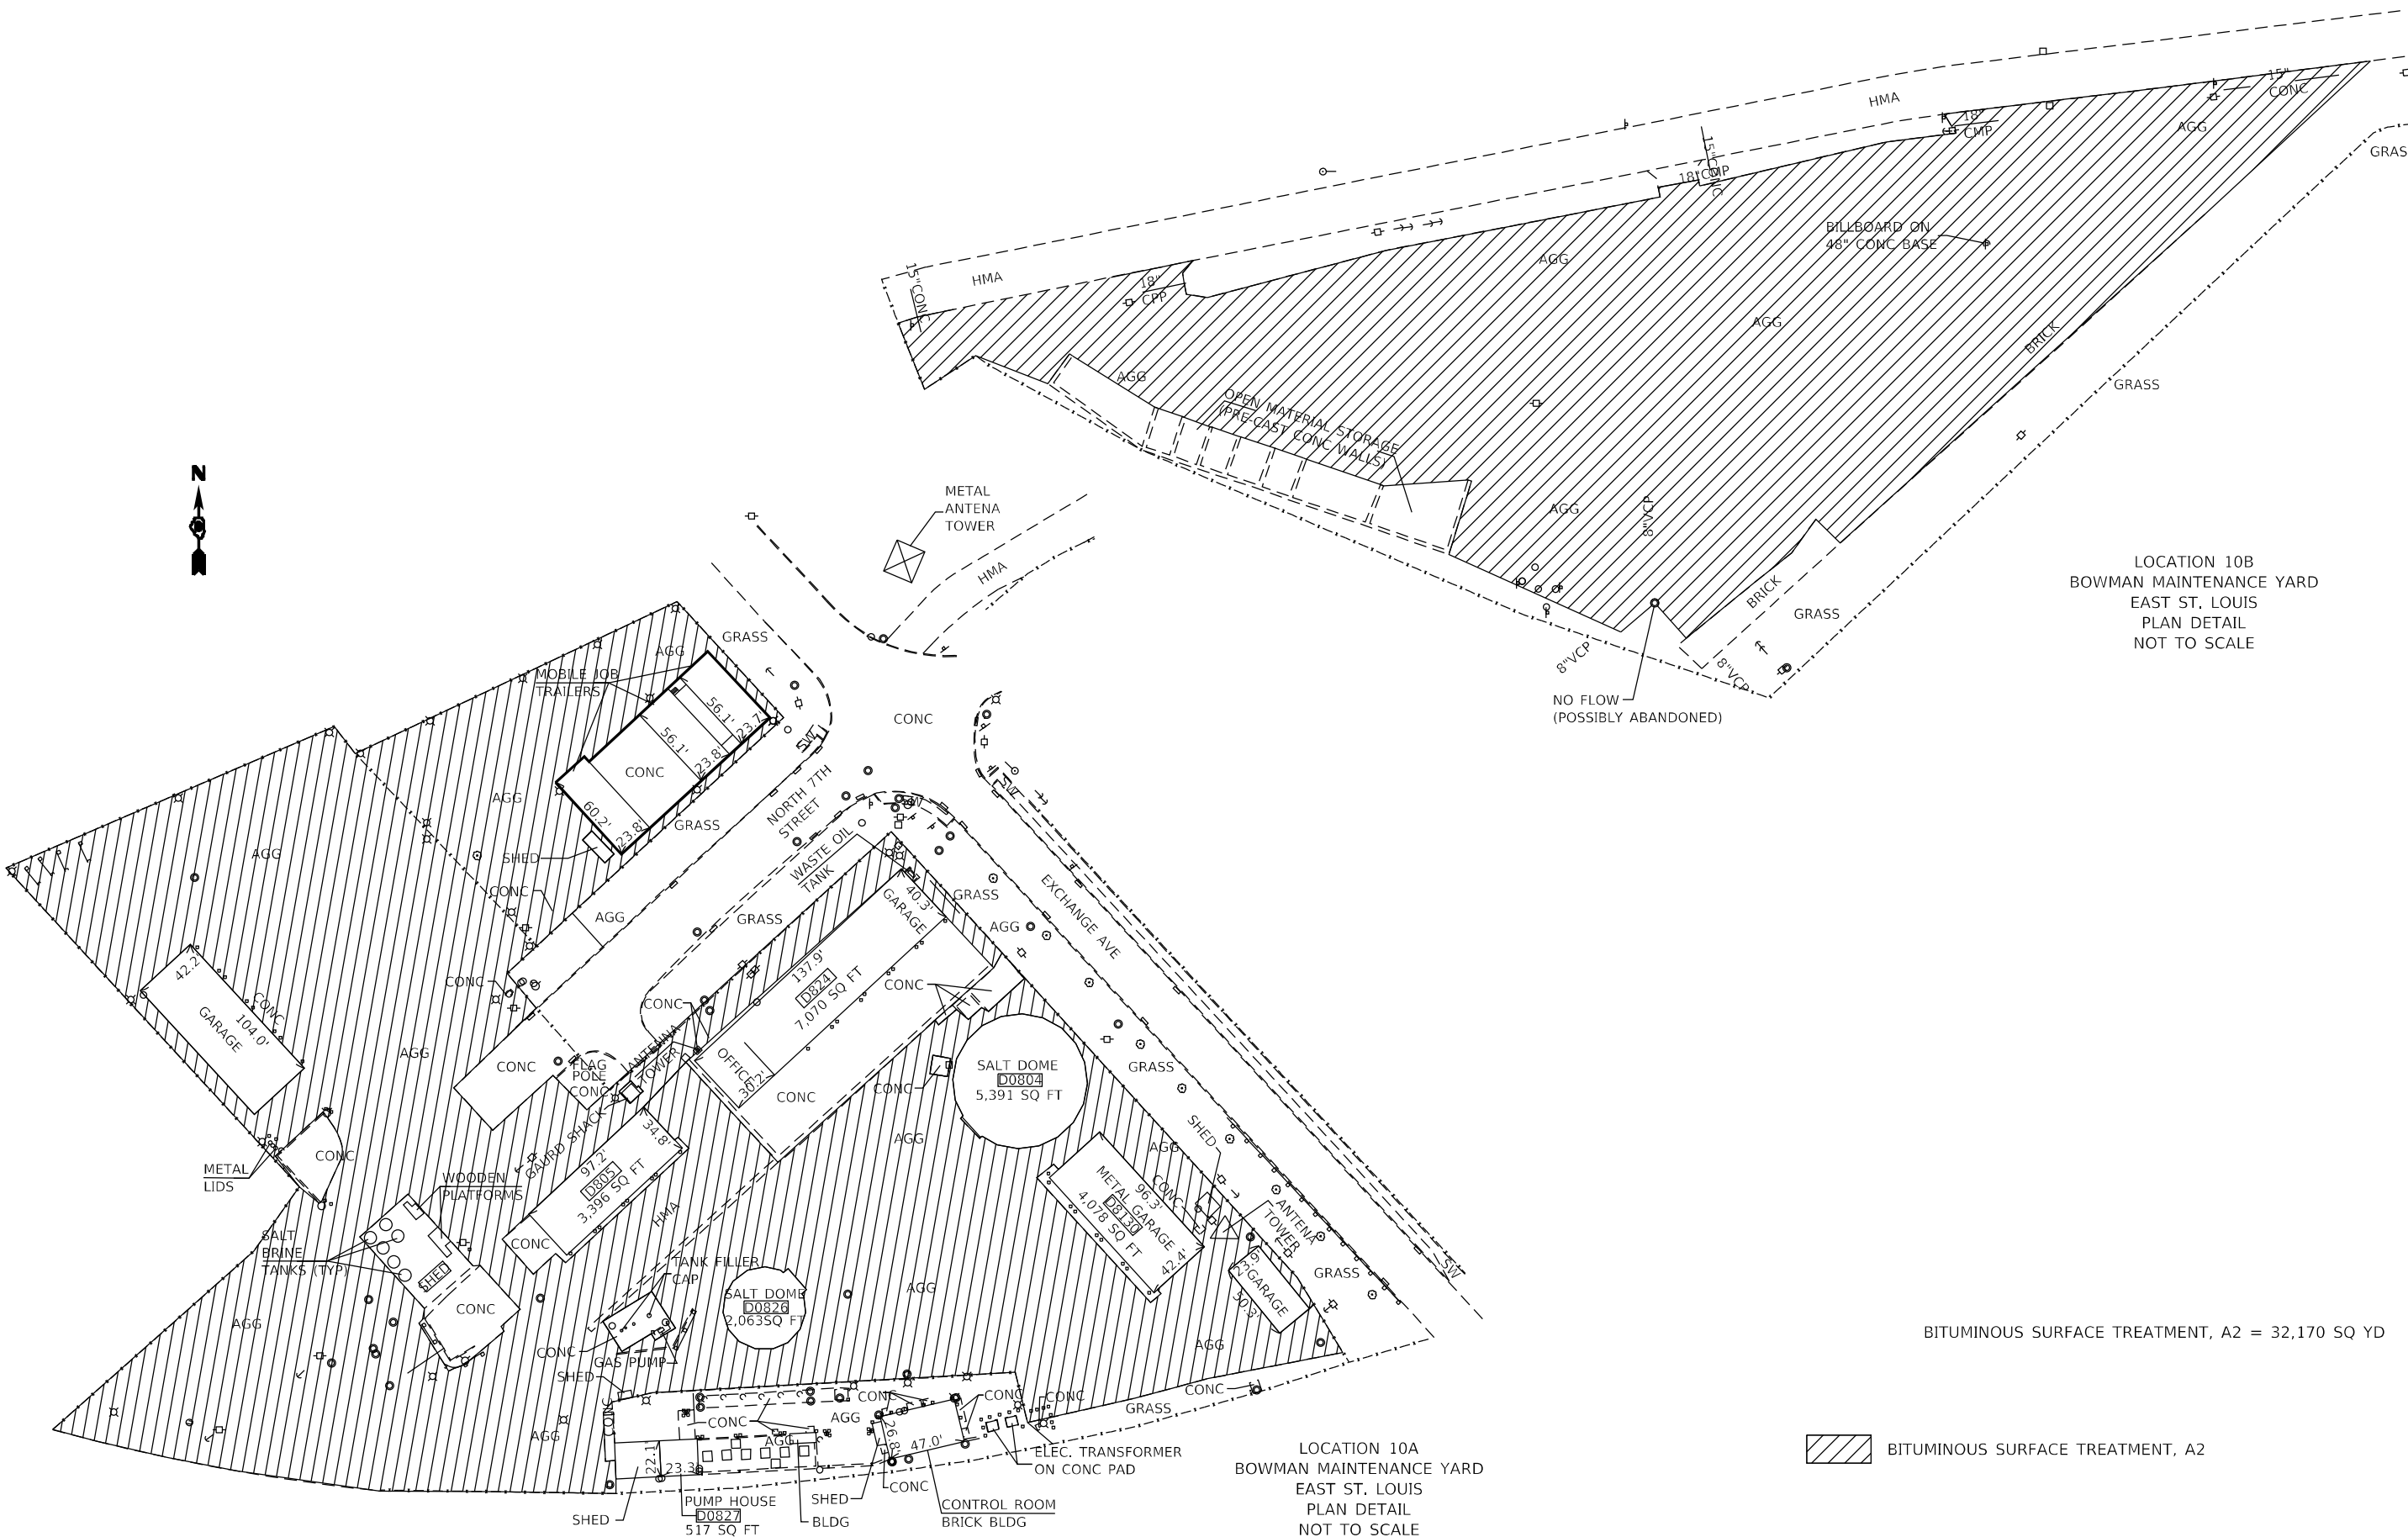 HMA
15"
CONC
18"
CMP
AGG
GRASS
15"CONC
18"CMP
BILLBOARD ON
48" CONC BASE
AGG
HMA
15"CONC
18"
CPP
AGG
BRICK
AGG
GRASS
OPEN MATERIAL STORAGE
(PRE-CAST CONC WALLS)
N
METAL
ANTENA
TOWER
AGG
8"VCP
HMA
LOCATION 10B
BOWMAN MAINTENANCE YARD
EAST ST. LOUIS
PLAN DETAIL
NOT TO SCALE
BRICK
GRASS
8"VCP
8"VCP
NO FLOW
(POSSIBLY ABANDONED)
GRASS
AGG
MOBILE JOB
TRAILERS
56.1'
23.7'
CONC
SW
56.1'
23.8'
CONC
AGG
60.2'
23.8'
GRASS
NORTH 7TH
STREET
SW
SW
AGG
SHED
WASTE OIL
TANK
CONC
AGG
GRASS
40.3'
GARAGE
GRASS
AGG
EXCHANGE AVE
42.2'
CONC
104.0'
GARAGE
CONC
137.9'
D824
7,070 SQ FT
CONC
CONC
AGG
CONC
FLAG
POLE
CONC
ANTENNA
TOWER
OFFICE
30.2'
CONC
CONC
SALT DOME
D0804
5,391 SQ FT
GRASS
GAURD SHACK
34.8'
AGG
SHED
AGG
METAL
LIDS
CONC
WOODEN
PLATFORMS
97.2'
D805
3,396 SQ FT
HMA
96.3'
METAL GARAGE
D8130
4,078 SQ FT
42.4'
CONC
ANTENA
TOWER
SALT
BRINE
TANKS (TYP)
SHED
CONC
CONC
TANK FILLER
CAP
GARAGE
50.3'
GRASS
SW
AGG
SALT DOME
D0826
2,063SQ FT
AGG
AGG
CONC
GAS PUMP
SHED
BITUMINOUS SURFACE TREATMENT, A2 = 32,170 SQ YD
CONC
CONC
CONC
CONC
CONC
GRASS
CONC
AGG
AGG
AGG
26.8'
47.0'
22.1'
23.3'
ELEC. TRANSFORMER
ON CONC PAD
LOCATION 10A
BOWMAN MAINTENANCE YARD
EAST ST. LOUIS
PLAN DETAIL
NOT TO SCALE
BITUMINOUS SURFACE TREATMENT, A2
CONC
SHED
PUMP HOUSE
D0827
517 SQ FT
SHED
BLDG
CONTROL ROOM
BRICK BLDG